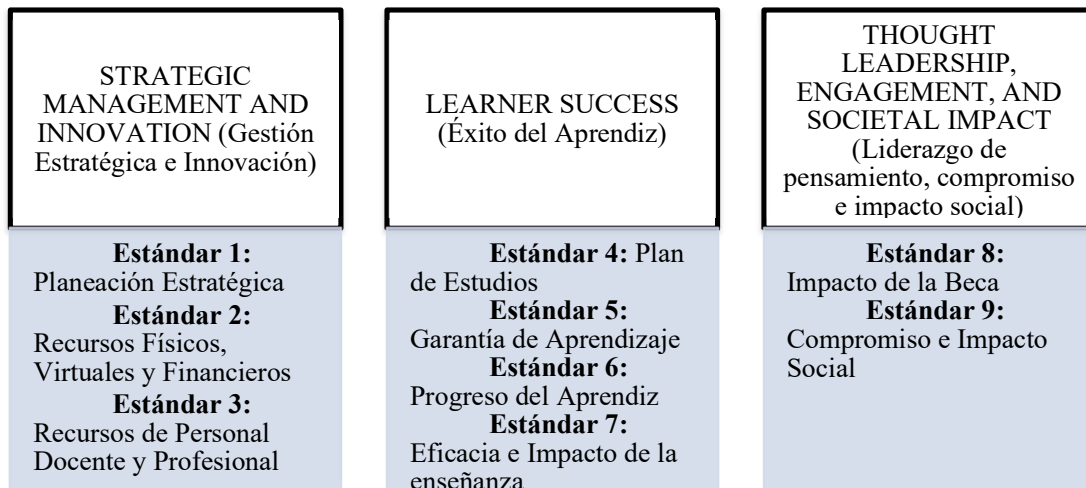 STRATEGIC
MANAGEMENT AND
INNOVATION (Gestión
Estratégica e Innovación)
Estándar 1:
Planeación Estratégica
Estándar 2:
Recursos Físicos,
Virtuales y Financieros
Estándar 3:
Recursos de Personal
Docente y Profesional
LEARNER SUCCESS
(Éxito del Aprendiz)
Estándar 4: Plan
de Estudios
Estándar 5:
Garantía de Aprendizaje
Estándar 6:
Progreso del Aprendiz
Estándar 7:
Eficacia e Impacto de la
enseñanza
THOUGHT
LEADERSHIP,
ENGAGEMENT, AND
SOCIETAL IMPACT
(Liderazgo de
pensamiento, compromiso
e impacto social)
Estándar 8:
Impacto de la Beca
Estándar 9:
Compromiso e Impacto
Social